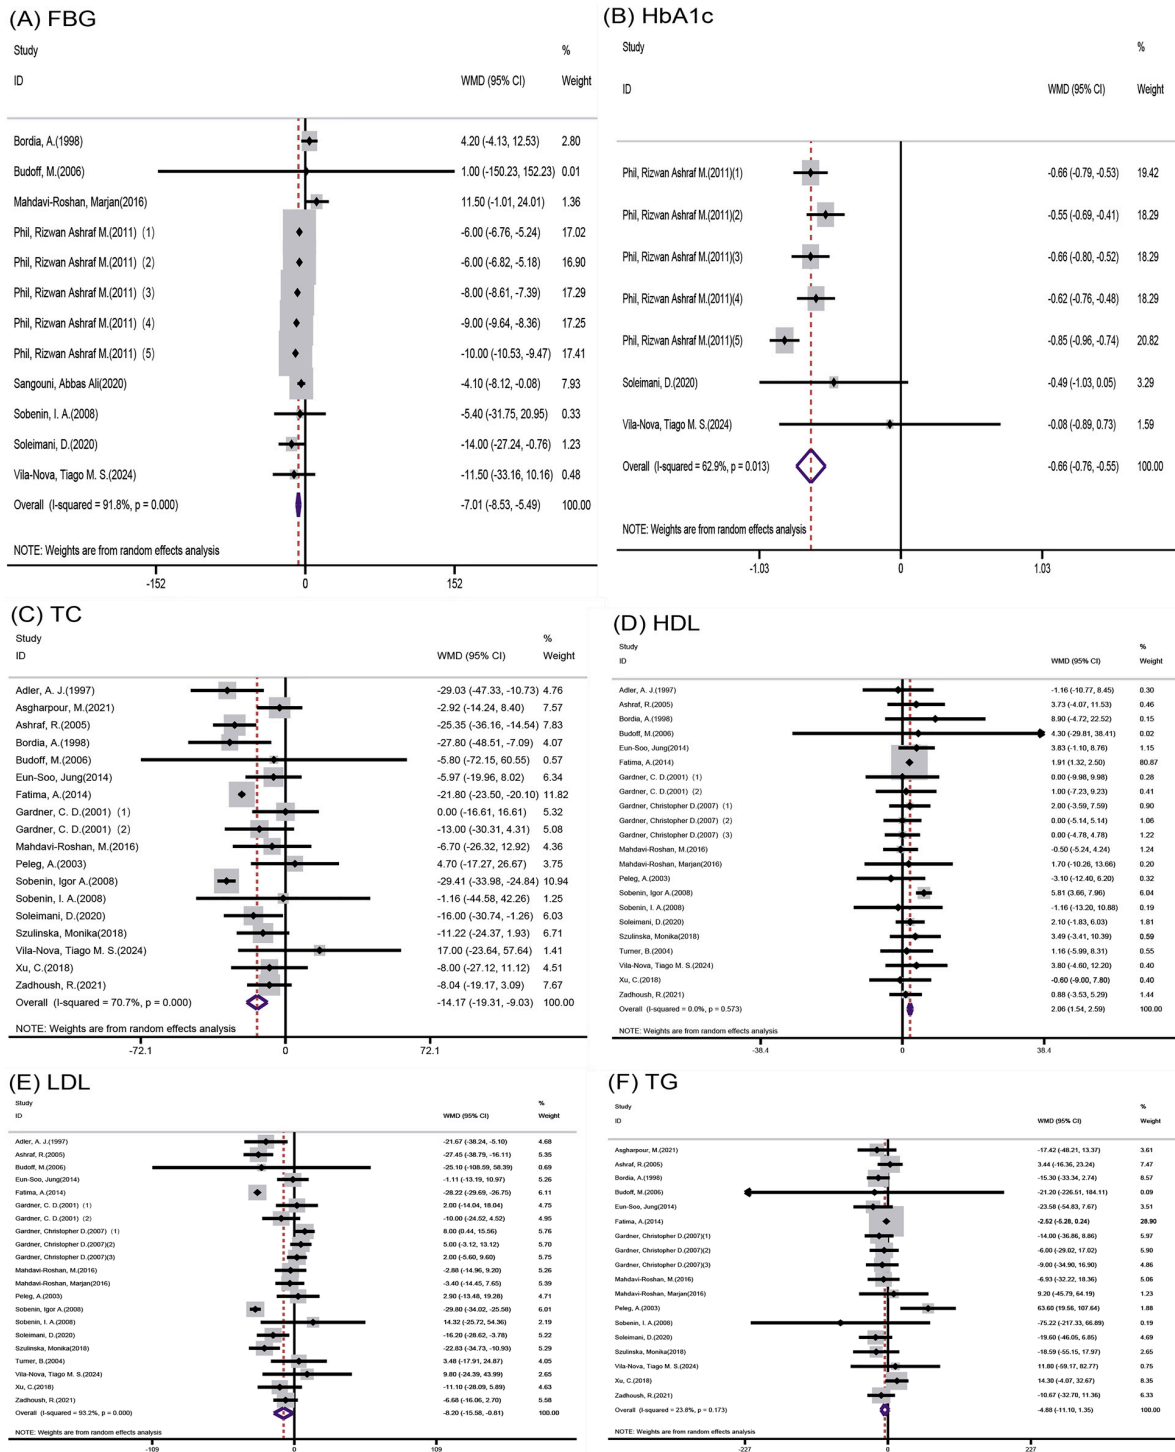 (A) FBG
Study %
ID WMD (95% CI) Weight
Bordia, A.(1998) 4.20 (-4.13, 12.53) 2.80
Budoff, M.(2006) 1.00 (-150.23, 152.23) 0.01
Mahdavi-Roshan, Marjan(2016) 11.50 (-1.01, 24.01) 1.36
Phil, Rizwan Ashraf M.(2011) (1) -6.00 (-6.76, -5.24) 17.02
Phil, Rizwan Ashraf M.(2011) (2) -6.00 (-6.82, -5.18) 16.90
Phil, Rizwan Ashraf M.(2011) (3) -8.00 (-8.61, -7.39) 17.29
Phil, Rizwan Ashraf M.(2011) (4) -9.00 (-9.64, -8.36) 17.25
Phil, Rizwan Ashraf M.(2011) (5) -10.00 (-10.53, -9.47) 17.41
Sangouni, Abbas Ali(2020) -4.10 (-8.12, -0.08) 7.93
Sobenin, I. A.(2008) -5.40 (-31.75, 20.95) 0.33
Soleimani, D.(2020) -14.00 (-27.24, -0.76) 1.23
Vila-Nova, Tiago M. S.(2024) -11.50 (-33.16, 10.16) 0.48
Overall (I-squared = 91.8%, p = 0.000) -7.01 (-8.53, -5.49) 100.00
NOTE: Weights are from random effects analysis
-152 0 152
(B) HbA1c
Study %
ID WMD (95% CI) Weight
Phil, Rizwan Ashraf M.(2011)(1) -0.66 (-0.79, -0.53) 19.42
Phil, Rizwan Ashraf M.(2011)(2) -0.55 (-0.69, -0.41) 18.29
Phil, Rizwan Ashraf M.(2011)(3) -0.66 (-0.80, -0.52) 18.29
Phil, Rizwan Ashraf M.(2011)(4) -0.62 (-0.76, -0.48) 18.29
Phil, Rizwan Ashraf M.(2011)(5) -0.85 (-0.96, -0.74) 20.82
Soleimani, D.(2020) -0.49 (-1.03, 0.05) 3.29
Vila-Nova, Tiago M. S.(2024) -0.08 (-0.89, 0.73) 1.59
Overall (I-squared = 62.9%, p = 0.013) -0.66 (-0.76, -0.55) 100.00
NOTE: Weights are from random effects analysis
-1.03 0 1.03
(C) TC
Study %
ID WMD (95% CI) Weight
Adler, A. J.(1997) -29.03 (-47.33, -10.73) 4.76
Asgharpour, M.(2021) -2.92 (-14.24, 8.40) 7.57
Ashraf, R.(2005) -25.35 (-36.16, -14.54) 7.83
Bordia, A.(1998) -27.80 (-48.51, -7.09) 4.07
Budoff, M.(2006) -5.80 (-72.15, 60.55) 0.57
Eun-Soo, Jung(2014) -5.97 (-19.96, 8.02) 6.34
Fatima, A.(2014) -21.80 (-23.50, -20.10) 11.82
Gardner, C. D.(2001) (1) 0.00 (-16.61, 16.61) 5.32
Gardner, C. D.(2001) (2) -13.00 (-30.31, 4.31) 5.08
Mahdavi-Roshan, M.(2016) -6.70 (-26.32, 12.92) 4.36
Peleg, A.(2003) 4.70 (-17.27, 26.67) 3.75
Sobenin, Igor A.(2008) -29.41 (-33.98, -24.84) 10.94
Sobenin, I. A.(2008) -1.16 (-44.58, 42.26) 1.25
Soleimani, D.(2020) -16.00 (-30.74, -1.26) 6.03
Szulinska, Monika(2018) -11.22 (-24.37, 1.93) 6.71
Vila-Nova, Tiago M. S.(2024) 17.00 (-23.64, 57.64) 1.41
Xu, C.(2018) -8.00 (-27.12, 11.12) 4.51
Zadhoush, R.(2021) -8.04 (-19.17, 3.09) 7.67
Overall (I-squared = 70.7%, p = 0.000) -14.17 (-19.31, -9.03) 100.00
NOTE: Weights are from random effects analysis
-72.1 0 72.1
(D) HDL
Study %
ID WMD (95% CI) Weight
Adler, A. J.(1997) -1.16 (-10.77, 8.45) 0.30
Ashraf, R.(2005) 3.73 (-4.07, 11.53) 0.46
Bordia, A.(1998) 8.90 (-4.72, 22.52) 0.15
Budoff, M.(2006) 4.30 (-29.81, 38.41) 0.02
Eun-Soo, Jung(2014) 3.83 (-1.10, 8.76) 1.15
Fatima, A.(2014) 1.91 (1.32, 2.50) 80.87
Gardner, C. D.(2001) (1) 0.00 (-9.98, 9.98) 0.28
Gardner, C. D.(2001) (2) 1.00 (-7.23, 9.23) 0.41
Gardner, Christopher D.(2007) (1) 2.00 (-3.59, 7.59) 0.90
Gardner, Christopher D.(2007) (2) 0.00 (-5.14, 5.14) 1.06
Gardner, Christopher D.(2007) (3) 0.00 (-4.78, 4.78) 1.22
Mahdavi-Roshan, M.(2016) -0.50 (-5.24, 4.24) 1.24
Mahdavi-Roshan, Marjan(2016) 1.70 (-10.26, 13.66) 0.20
Peleg, A.(2003) -3.10 (-12.40, 6.20) 0.32
Sobenin, Igor A.(2008) 5.81 (3.66, 7.96) 6.04
Sobenin, I. A.(2008) -1.16 (-13.20, 10.88) 0.19
Soleimani, D.(2020) 2.10 (-1.83, 6.03) 1.81
Szulinska, Monika(2018) 3.49 (-3.41, 10.39) 0.59
Turner, B.(2004) 1.16 (-5.99, 8.31) 0.55
Vila-Nova, Tiago M. S.(2024) 3.80 (-4.60, 12.20) 0.40
Xu, C.(2018) -0.60 (-9.00, 7.80) 0.40
Zadhoush, R.(2021) 0.88 (-3.53, 5.29) 1.44
Overall (I-squared = 0.0%, p = 0.573) 2.06 (1.54, 2.59) 100.00
NOTE: Weights are from random effects analysis
-38.4 0 38.4
(E) LDL
Study %
ID WMD (95% CI) Weight
Adler, A. J.(1997) -21.67 (-38.24, -5.10) 4.68
Ashraf, R.(2005) -27.45 (-38.79, -16.11) 5.35
Budoff, M.(2006) -25.10 (-108.59, 58.39) 0.69
Eun-Soo, Jung(2014) -1.11 (-13.19, 10.97) 5.26
Fatima, A.(2014) -28.22 (-29.69, -26.75) 6.11
Gardner, C. D.(2001) (1) 2.00 (-14.04, 18.04) 4.75
Gardner, C. D.(2001) (2) -10.00 (-24.52, 4.52) 4.95
Gardner, Christopher D.(2007) (1) 8.00 (0.44, 15.56) 5.76
Gardner, Christopher D.(2007)(2) 5.00 (-3.12, 13.12) 5.70
Gardner, Christopher D.(2007)(3) 2.00 (-5.60, 9.60) 5.75
Mahdavi-Roshan, M.(2016) -2.88 (-14.96, 9.20) 5.26
Mahdavi-Roshan, Marjan(2016) -3.40 (-14.45, 7.65) 5.39
Peleg, A.(2003) 2.90 (-13.48, 19.28) 4.71
Sobenin, Igor A.(2008) -29.80 (-34.02, -25.58) 6.01
Sobenin, I. A.(2008) 14.32 (-25.72, 54.36) 2.19
Soleimani, D.(2020) -16.20 (-28.62, -3.78) 5.22
Szulinska, Monika(2018) -22.83 (-34.73, -10.93) 5.29
Turner, B.(2004) 3.48 (-17.91, 24.87) 4.05
Vila-Nova, Tiago M. S.(2024) 9.80 (-24.39, 43.99) 2.65
Xu, C.(2018) -11.10 (-28.09, 5.89) 4.63
Zadhoush, R.(2021) -6.68 (-16.06, 2.70) 5.58
Overall (I-squared = 93.2%, p = 0.000) -8.20 (-15.58, -0.81) 100.00
NOTE: Weights are from random effects analysis
-109 0 109
(F) TG
Study %
ID WMD (95% CI) Weight
Asgharpour, M.(2021) -17.42 (-48.21, 13.37) 3.61
Ashraf, R.(2005) 3.44 (-16.36, 23.24) 7.47
Bordia, A.(1998) -15.30 (-33.34, 2.74) 8.57
Budoff, M.(2006) -21.20 (-226.51, 184.11) 0.09
Eun-Soo, Jung(2014) -23.58 (-54.83, 7.67) 3.51
Fatima, A.(2014) -2.52 (-5.28, 0.24) 28.90
Gardner, Christopher D.(2007)(1) -14.00 (-36.86, 8.86) 5.97
Gardner, Christopher D.(2007)(2) -6.00 (-29.02, 17.02) 5.90
Gardner, Christopher D.(2007)(3) -9.00 (-34.90, 16.90) 4.86
Mahdavi-Roshan, M.(2016) -6.93 (-32.22, 18.36) 5.06
Mahdavi-Roshan, Marjan(2016) 9.20 (-45.79, 64.19) 1.23
Peleg, A.(2003) 63.60 (19.56, 107.64) 1.88
Sobenin, I. A.(2008) -75.22 (-217.33, 66.89) 0.19
Soleimani, D.(2020) -19.60 (-46.05, 6.85) 4.69
Szulinska, Monika(2018) -18.59 (-55.15, 17.97) 2.65
Vila-Nova, Tiago M. S.(2024) 11.80 (-59.17, 82.77) 0.75
Xu, C.(2018) 14.30 (-4.07, 32.67) 8.35
Zadhoush, R.(2021) -10.67 (-32.70, 11.36) 6.33
Overall (I-squared = 23.8%, p = 0.173) -4.88 (-11.10, 1.35) 100.00
NOTE: Weights are from random effects analysis
-227 0 227